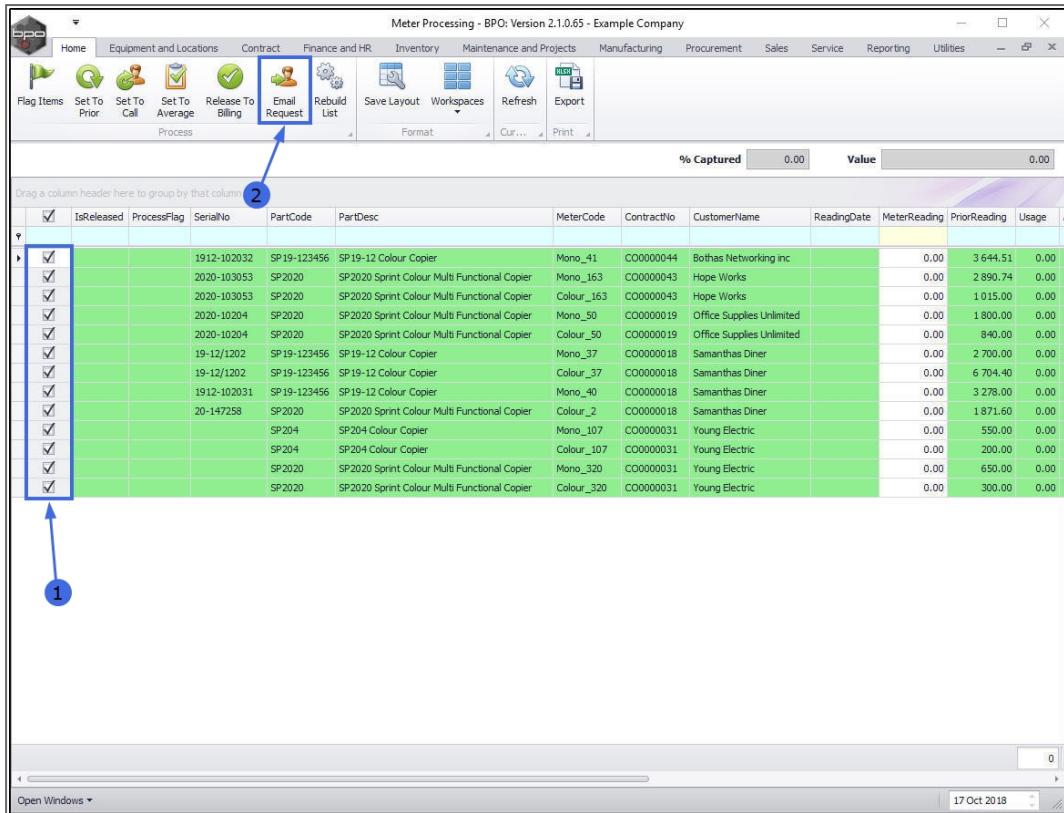 bpo
Meter Processing - BPO: Version 2.1.0.65 - Example Company
Home Equipment and Locations Contract Finance and HR Inventory Maintenance and Projects Manufacturing Procurement Sales Service Reporting Utilities
Flag Items Set To Prior Set To Call Set To Average Release To Billing Email Request Rebuild List Save Layout Workspaces Refresh XLSX Export
Process Format Cur... Print
% Captured 0.00 Value 0.00
Drag a column header here to group by that column
2
IsReleased ProcessFlag SerialNo PartCode PartDesc MeterCode ContractNo CustomerName ReadingDate MeterReading PriorReading Usage
1912-102032 SP19-123456 SP19-12 Colour Copier Mono_41 CO0000044 Bothas Networking inc 0.00 3 644.51 0.00
2020-103053 SP2020 SP2020 Sprint Colour Multi Functional Copier Mono_163 CO0000043 Hope Works 0.00 2 890.74 0.00
2020-103053 SP2020 SP2020 Sprint Colour Multi Functional Copier Colour_163 CO0000043 Hope Works 0.00 1 015.00 0.00
2020-10204 SP2020 SP2020 Sprint Colour Multi Functional Copier Mono_50 CO0000019 Office Supplies Unlimited 0.00 1 800.00 0.00
2020-10204 SP2020 SP2020 Sprint Colour Multi Functional Copier Colour_50 CO0000019 Office Supplies Unlimited 0.00 840.00 0.00
19-12/1202 SP19-123456 SP19-12 Colour Copier Mono_37 CO0000018 Samanthas Diner 0.00 2 700.00 0.00
19-12/1202 SP19-123456 SP19-12 Colour Copier Colour_37 CO0000018 Samanthas Diner 0.00 6 704.40 0.00
1912-102031 SP19-123456 SP19-12 Colour Copier Mono_40 CO0000018 Samanthas Diner 0.00 3 278.00 0.00
20-147258 SP2020 SP2020 Sprint Colour Multi Functional Copier Colour_2 CO0000018 Samanthas Diner 0.00 1 871.60 0.00
SP204 SP204 Colour Copier Mono_107 CO0000031 Young Electric 0.00 550.00 0.00
SP204 SP204 Colour Copier Colour_107 CO0000031 Young Electric 0.00 200.00 0.00
SP2020 SP2020 Sprint Colour Multi Functional Copier Mono_320 CO0000031 Young Electric 0.00 650.00 0.00
SP2020 SP2020 Sprint Colour Multi Functional Copier Colour_320 CO0000031 Young Electric 0.00 300.00 0.00
1
0
Open Windows 17 Oct 2018